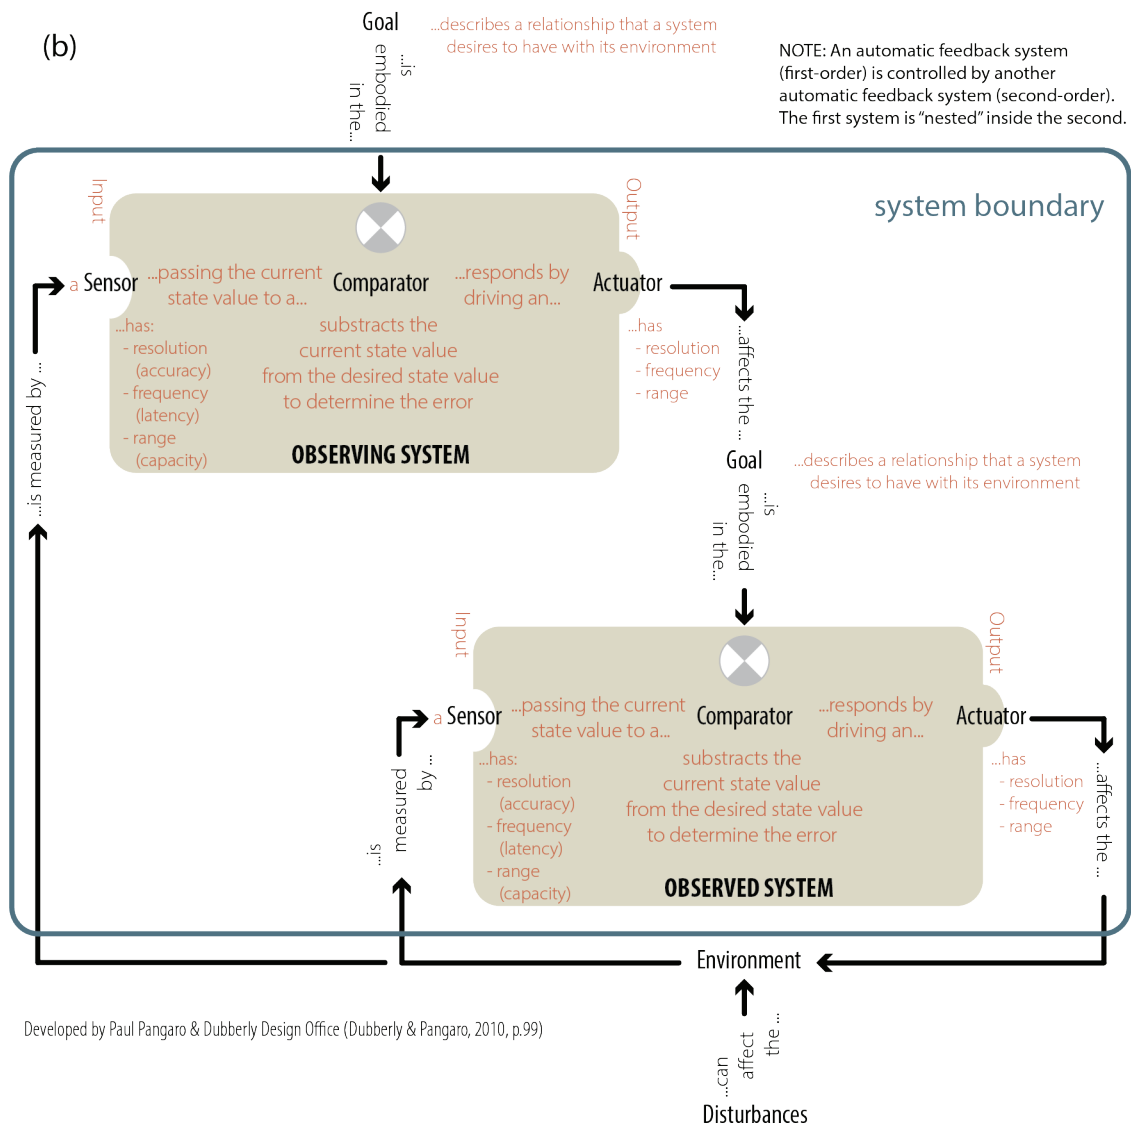 (b)
Goal
...describes a relationship that a system
desires to have with its environment
...is
embodied
in the...
NOTE: An automatic feedback system
(first-order) is controlled by another
automatic feedback system (second-order).
The first system is “nested” inside the second.
system boundary
Input
Output
a Sensor
...passing the current
state value to a...
Comparator
...responds by
driving an...
Actuator
...has:
- resolution
(accuracy)
- frequency
(latency)
- range
(capacity)
substracts the
current state value
from the desired state value
to determine the error
...has
- resolution
- frequency
- range
OBSERVING SYSTEM
...is measured by ...
...affects the ...
Goal
...describes a relationship that a system
desires to have with its environment
...is
embodied
in the...
Input
Output
a Sensor
...passing the current
state value to a...
Comparator
...responds by
driving an...
Actuator
...has:
- resolution
(accuracy)
- frequency
(latency)
- range
(capacity)
substracts the
current state value
from the desired state value
to determine the error
...has
- resolution
- frequency
- range
OBSERVED SYSTEM
...is
measured
by ...
...affects the ...
Environment
...can
affect
the ...
Disturbances
Developed by Paul Pangaro & Dubberly Design Office (Dubberly & Pangaro, 2010, p.99)